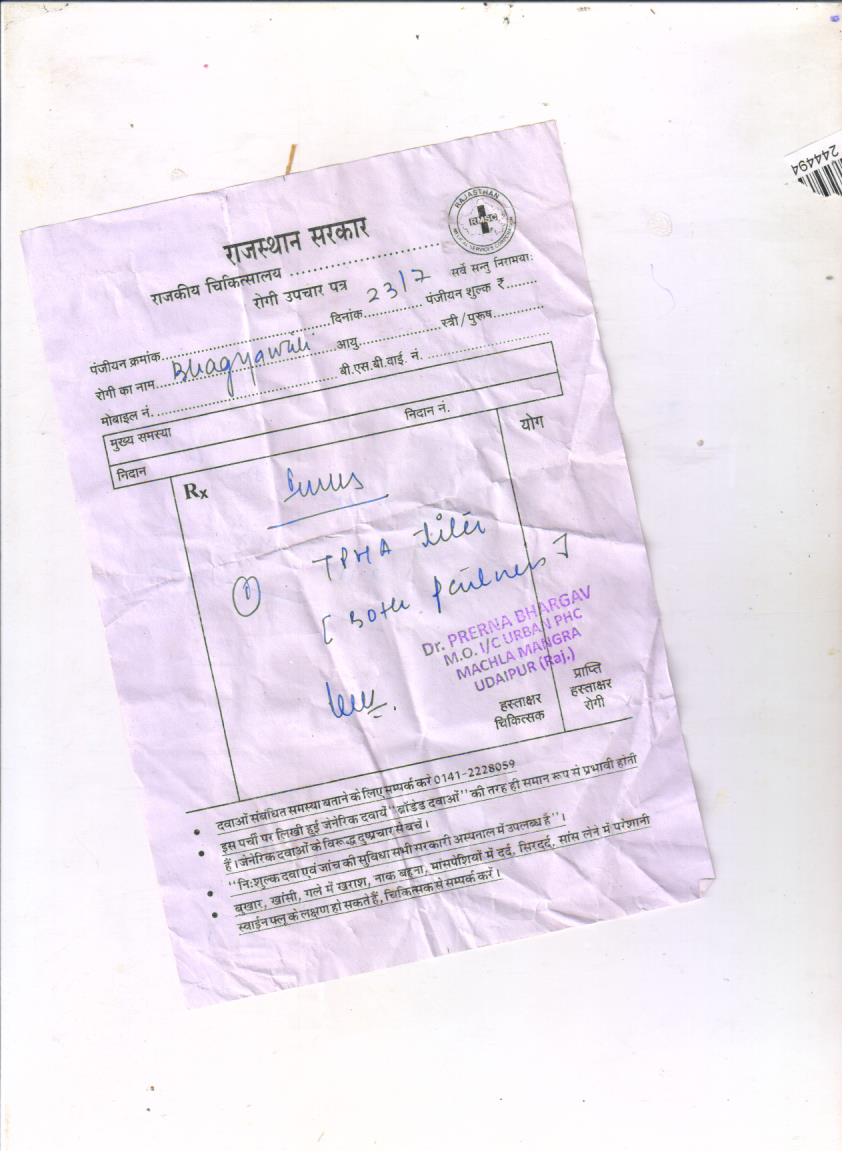 244494
RAJASTHAN
RMSC
राजस्थान सरकार
राजकीय चिकित्सालय ........................................
सर्वे सन्तु निरामयाः
रोगी उपचार पत्र
पंजीयन क्रमांक........................ दिनांक 23/7 पंजीयन शुल्क ₹........
रोगी का नाम Bhagyawati आयु........................ स्त्री/पुरूष............
मोबाइल नं......................................... बी.एस.बी.वाई. नं. ..........................
मुख्य समस्या
निदान नं.
निदान
योग
Rx
① TPHA
[ Both partners ]
Dr. PRERNA BHARGAV
M.O. I/C URBAN PHC
MACHLA MANGRA
UDAIPUR (Raj.)
हस्ताक्षर
चिकित्सक
प्राप्ति
हस्ताक्षर
रोगी
• दवाओं संबंधित समस्या बताने के लिए सम्पर्क करें 0141-2228059
• इस पर्ची पर लिखी हुई जेनेरिक दवायें "ब्रांडेड दवाओं" की तरह ही समान रूप से प्रभावी होती
हैं। जेनेरिक दवाओं के विरूद्ध दुष्प्रचार से बचें।
• "निःशुल्क दवा एवं जांच की सुविधा सभी सरकारी अस्पताल में उपलब्ध है"।
• बुखार, खांसी, गले में खराश, नाक बहना, मांसपेशियों में दर्द, सिरदर्द, सांस लेने में परेशानी
स्वाईन फ्लू के लक्षण हो सकते हैं, चिकित्सक से सम्पर्क करें।